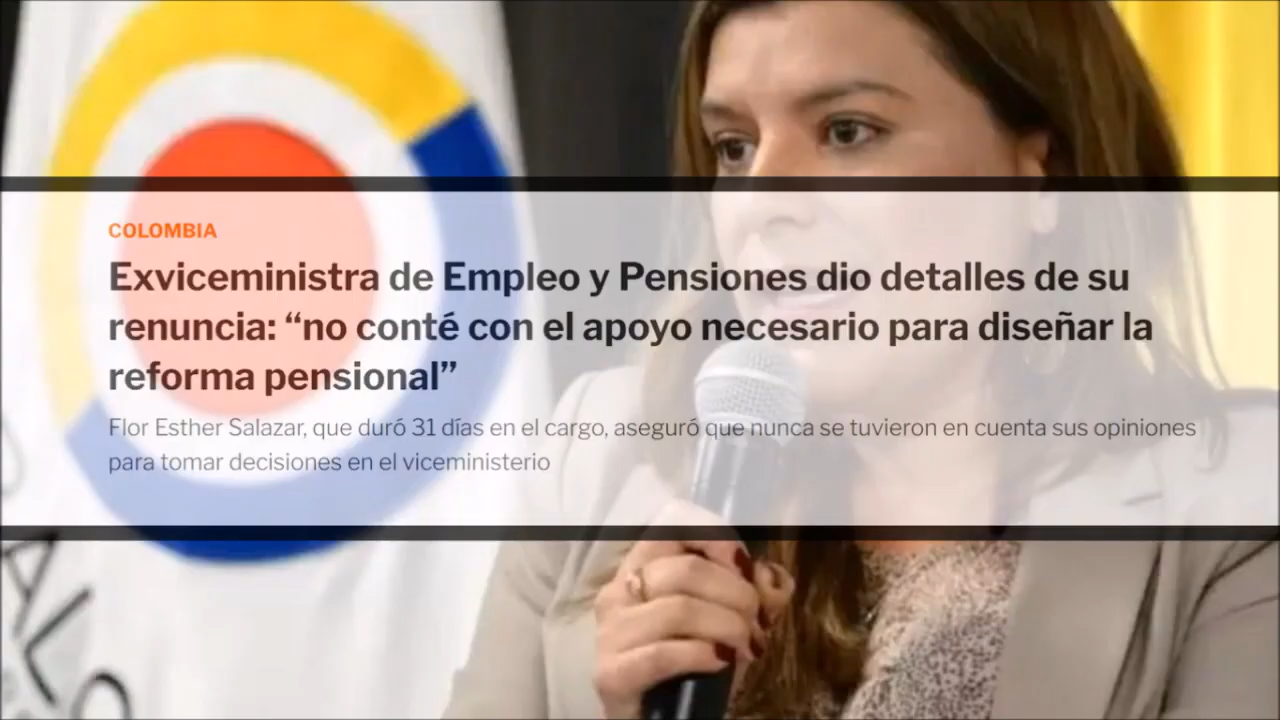 COLOMBIA
Exviceministra de Empleo y Pensiones dio detalles de su
renuncia: “no conté con el apoyo necesario para diseñar la
reforma pensional”
Flor Esther Salazar, que duró 31 días en el cargo, aseguró que nunca se tuvieron en cuenta sus opiniones
para tomar decisiones en el viceministerio